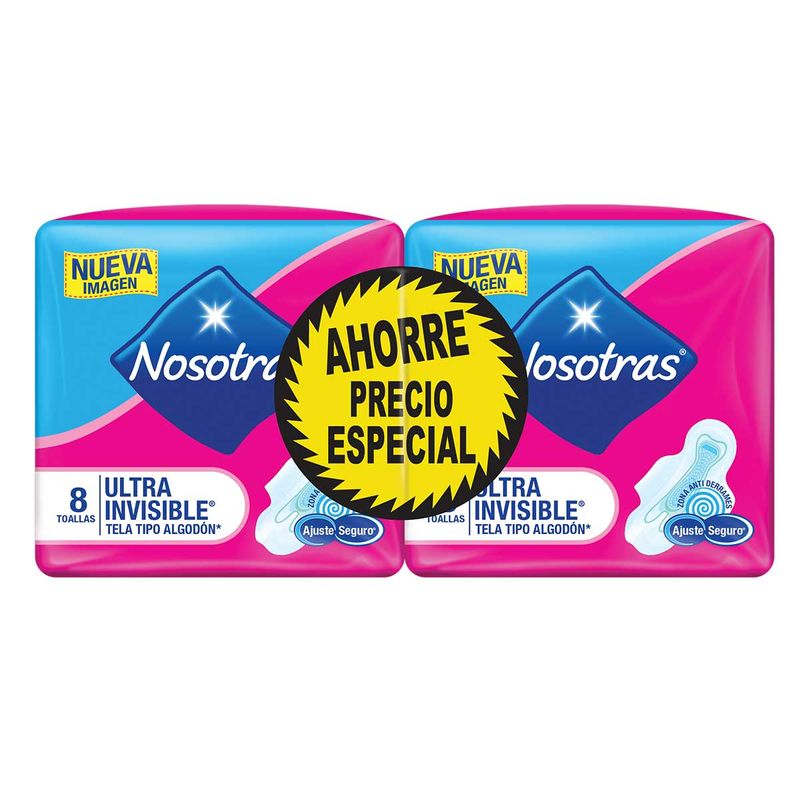 NUEVA
IMAGEN
Nosotras
8
TOALLAS
ULTRA
INVISIBLE®
TELA TIPO ALGODÓN*
ZONA
Ajuste Seguro®
AHORRE
PRECIO
ESPECIAL
NUEVA
IMAGEN
Nosotras®
TOALLAS
ULTRA
INVISIBLE®
TELA TIPO ALGODÓN*
ZONA ANTI DERRAMES
Ajuste Seguro®